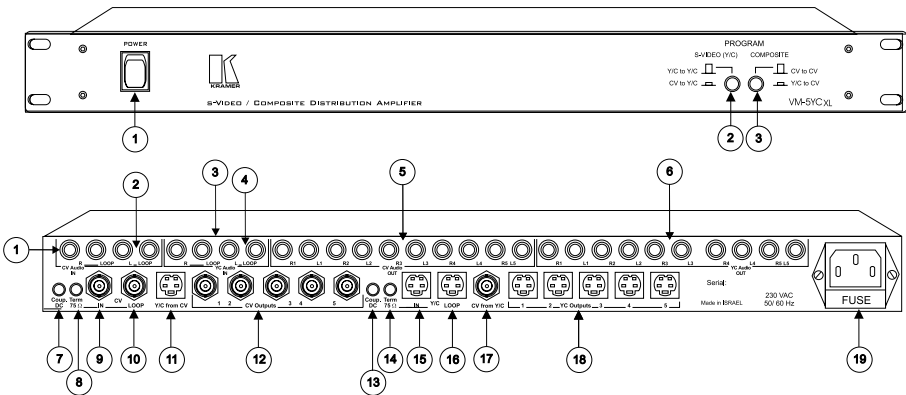 POWER
K
KRAMER
S-VIDEO / COMPOSITE DISTRIBUTION AMPLIFIER
PROGRAM
S-VIDEO (Y/C) COMPOSITE
Y/C to Y/C CV to CV
CV to Y/C Y/C to CV
VM-5YCXL
1 2 3
1 2 3 4 5 6
R LOOP L LOOP R LOOP L LOOP R1 L1 R2 L2 R3 L3 R4 L4 R5 L5 R1 L1 R2 L2 R3 L3 R4 L4 R5 L5
CV Audio IN
YC Audio IN
CV Audio OUT
YC Audio OUT
Coup. DC
Term 75 Ω
IN CV LOOP
Y/C from CV
1 2 CV Outputs 3 4 5
Coup. DC
Term 75 Ω
IN Y/C LOOP
CV from Y/C
1 2 YC Outputs 3 4 5
Serial:
Made in ISRAEL
230 VAC
50/ 60 Hz
FUSE
7 8 9 10 11 12 13 14 15 16 17 18 19